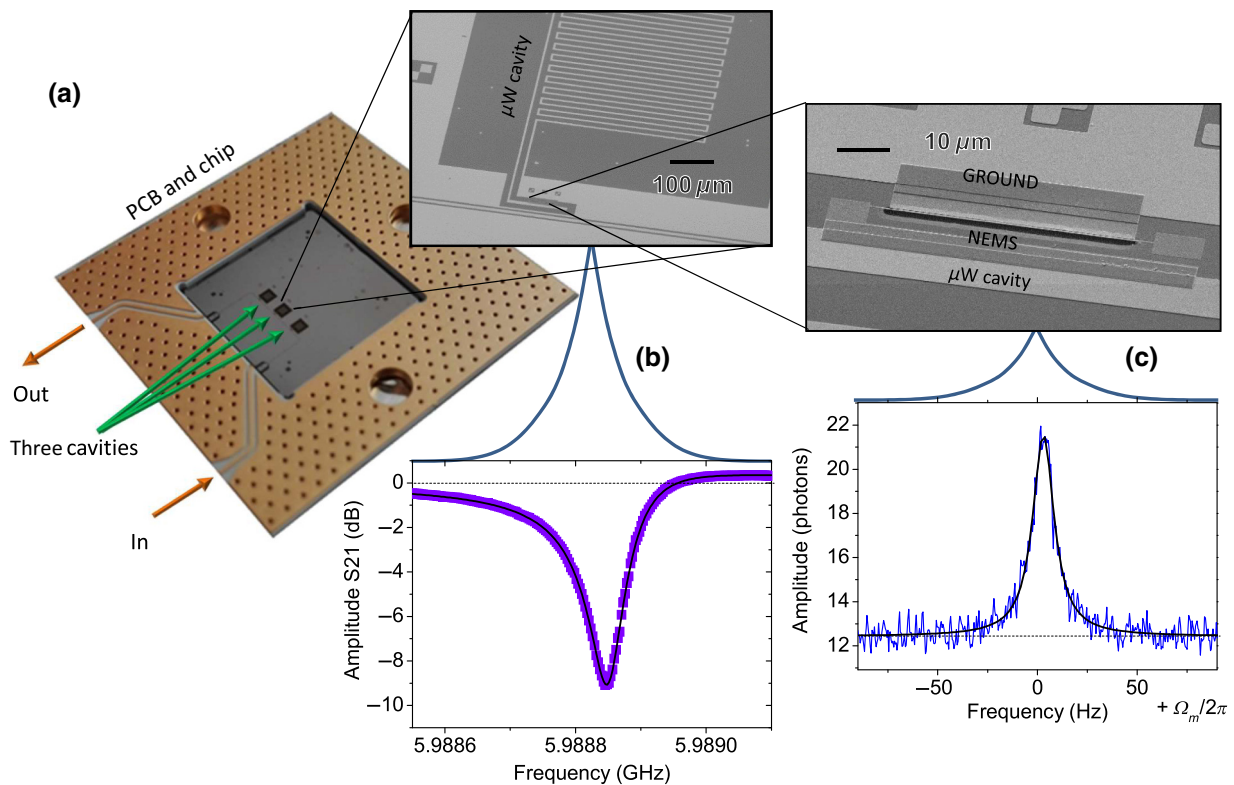 (a)
PCB and chip
Out
Three cavities
In
μW cavity
100 μm
10 μm
GROUND
NEMS
μW cavity
(b)
0
−2
−4
−6
−8
−10
Amplitude S21 (dB)
5.9886
5.9888
5.9890
Frequency (GHz)
(c)
22
20
18
16
14
12
Amplitude (photons)
−50
0
50
+ Ωm/2π
Frequency (Hz)